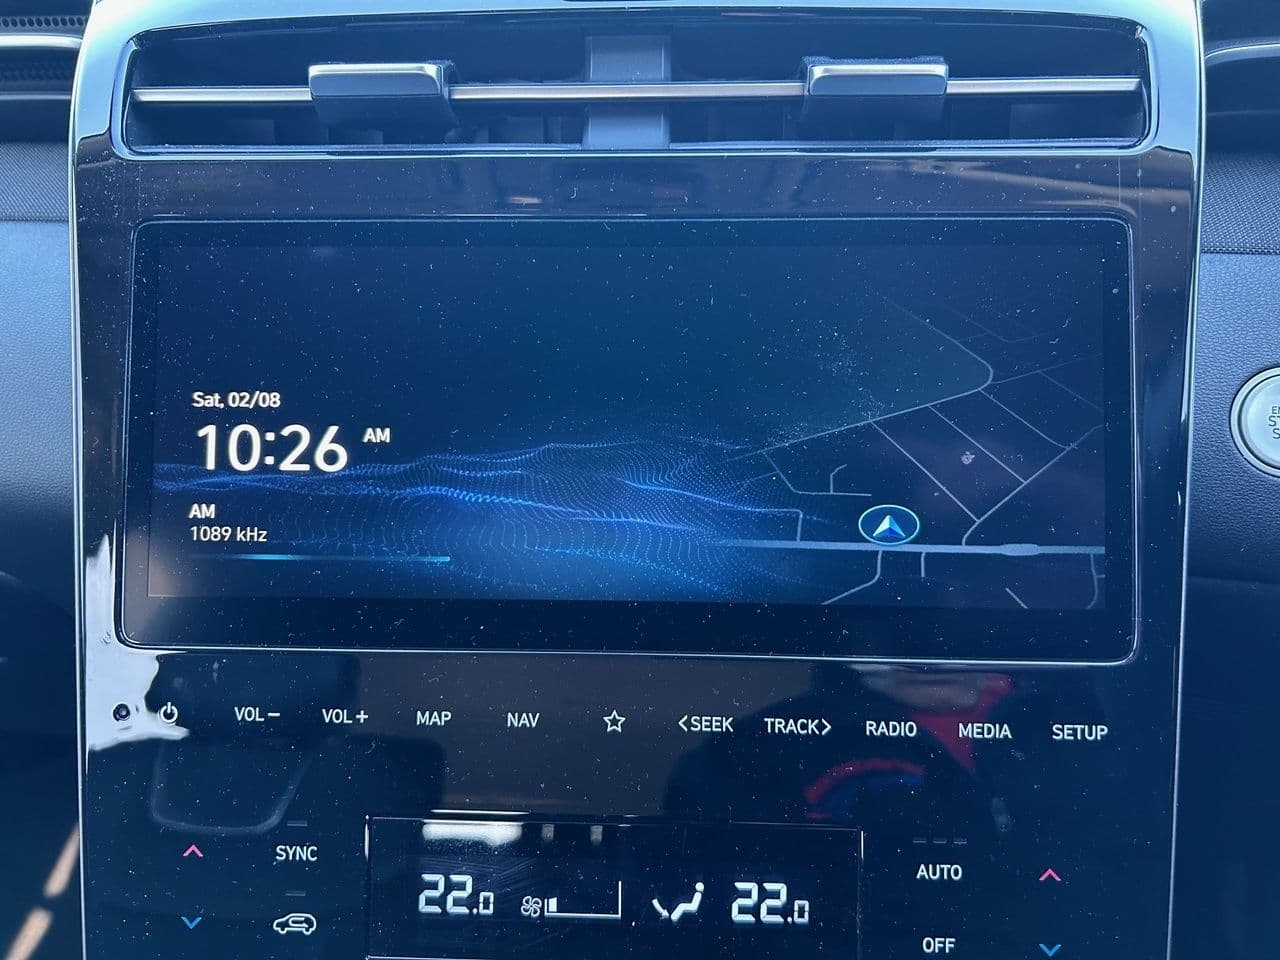 Sat, 02/08
10:26 AM
AM
1089 kHz
VOL− VOL+ MAP NAV ☆ <SEEK TRACK> RADIO MEDIA SETUP
SYNC
AUTO
22.0 22.0
OFF